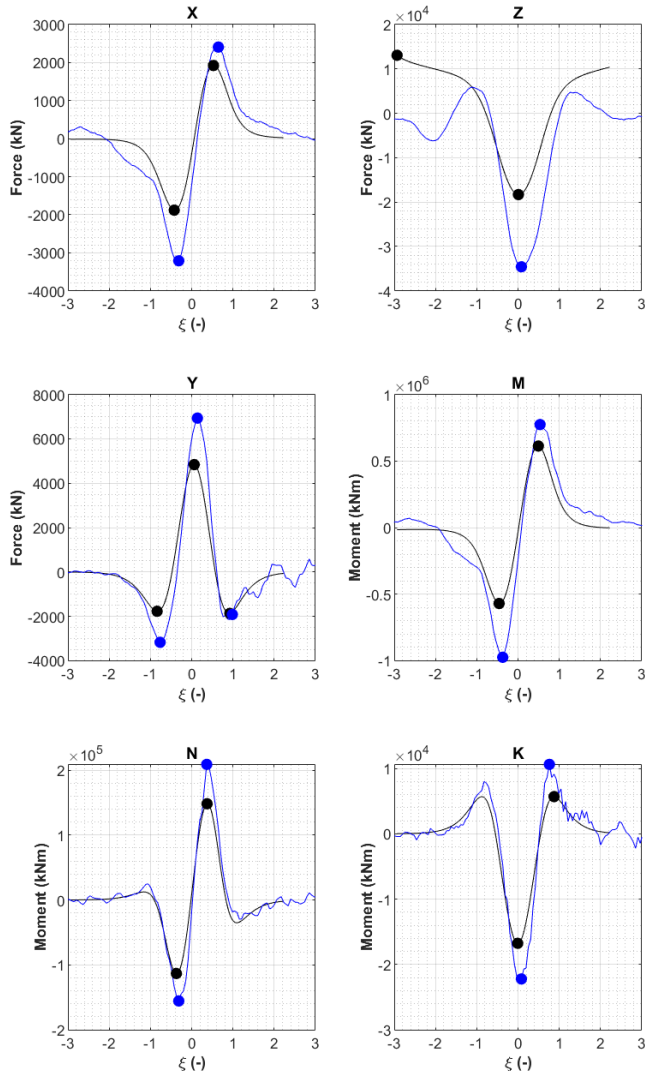 X
3000
2000
1000
0
-1000
-2000
-3000
-4000
Force (kN)
-3 -2 -1 0 1 2 3
ξ (-)
Z
×10⁴
2
1
0
-1
-2
-3
-4
Force (kN)
-3 -2 -1 0 1 2 3
ξ (-)
Y
8000
6000
4000
2000
0
-2000
-4000
Force (kN)
-3 -2 -1 0 1 2 3
ξ (-)
M
×10⁶
1
0.5
0
-0.5
-1
Moment (kNm)
-3 -2 -1 0 1 2 3
ξ (-)
N
×10⁵
2
1
0
-1
-2
Moment (kNm)
-3 -2 -1 0 1 2 3
ξ (-)
K
×10⁴
1
0
-1
-2
-3
Moment (kNm)
-3 -2 -1 0 1 2 3
ξ (-)